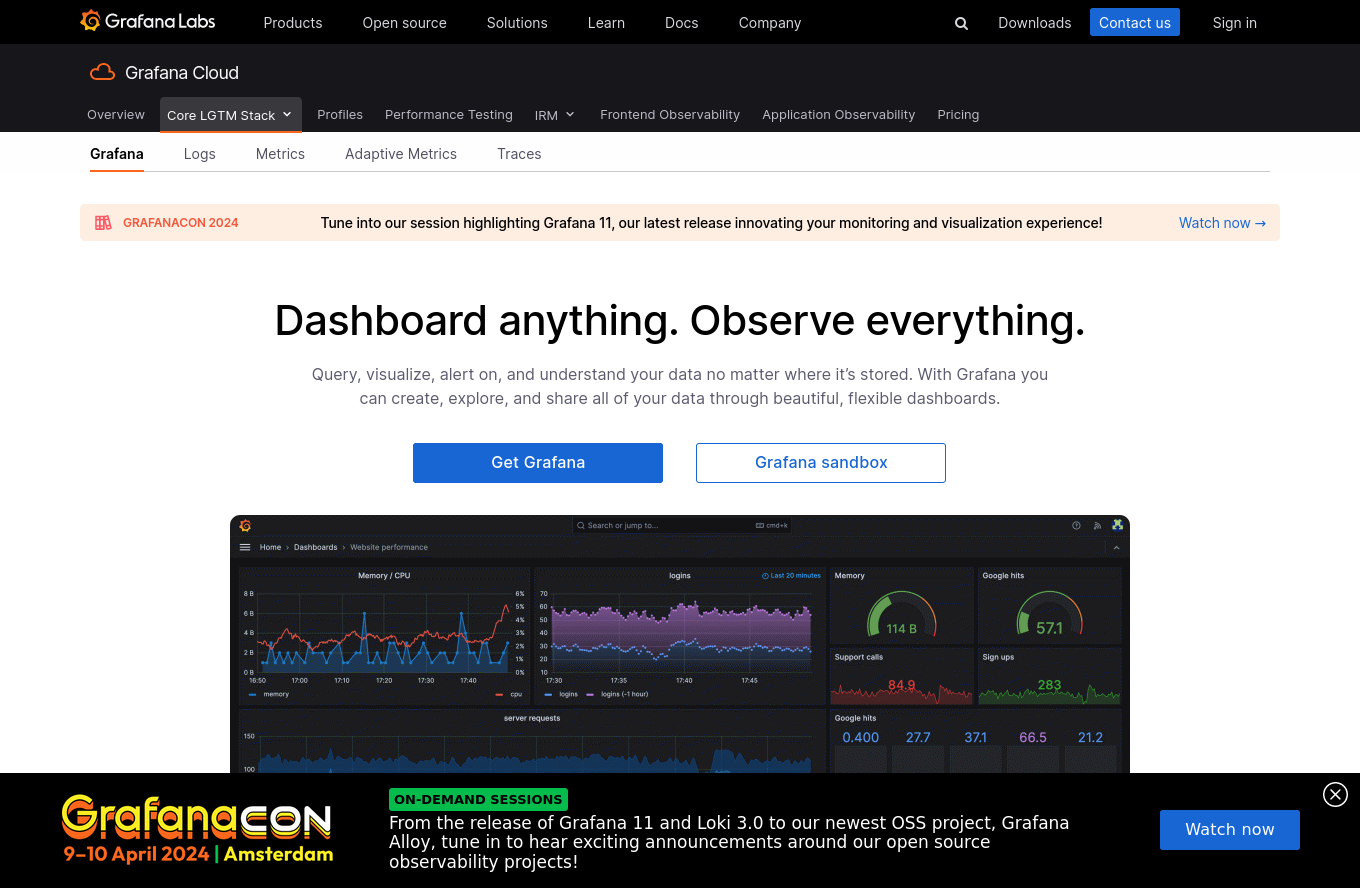 Grafana Labs
Products Open source Solutions Learn Docs Company Downloads Contact us Sign in
Grafana Cloud
Overview Core LGTM Stack Profiles Performance Testing IRM Frontend Observability Application Observability Pricing
Grafana Logs Metrics Adaptive Metrics Traces
GRAFANACON 2024 Tune into our session highlighting Grafana 11, our latest release innovating your monitoring and visualization experience! Watch now →
Dashboard anything. Observe everything.
Query, visualize, alert on, and understand your data no matter where it’s stored. With Grafana you
can create, explore, and share all of your data through beautiful, flexible dashboards.
Get Grafana Grafana sandbox
Search or jump to... cmd+k
Home › Dashboards › Website performance
Memory / CPU
8 B
6 B
4 B
2 B
0 B
6%
5%
4%
3%
2%
1%
0%
16:50 17:00 17:10 17:20 17:30 17:40
memory cpu
logins Last 20 minutes
70
60
50
40
30
20
10
17:30 17:35 17:40 17:45
logins logins (-1 hour)
Memory
114 B
Google hits
57.1
Support calls
84.9
Sign ups
283
server requests
150
100
Google hits
0.400 27.7 37.1 66.5 21.2
GrafanaCON
9–10 April 2024 | Amsterdam
ON-DEMAND SESSIONS
From the release of Grafana 11 and Loki 3.0 to our newest OSS project, Grafana
Alloy, tune in to hear exciting announcements around our open source
observability projects!
Watch now